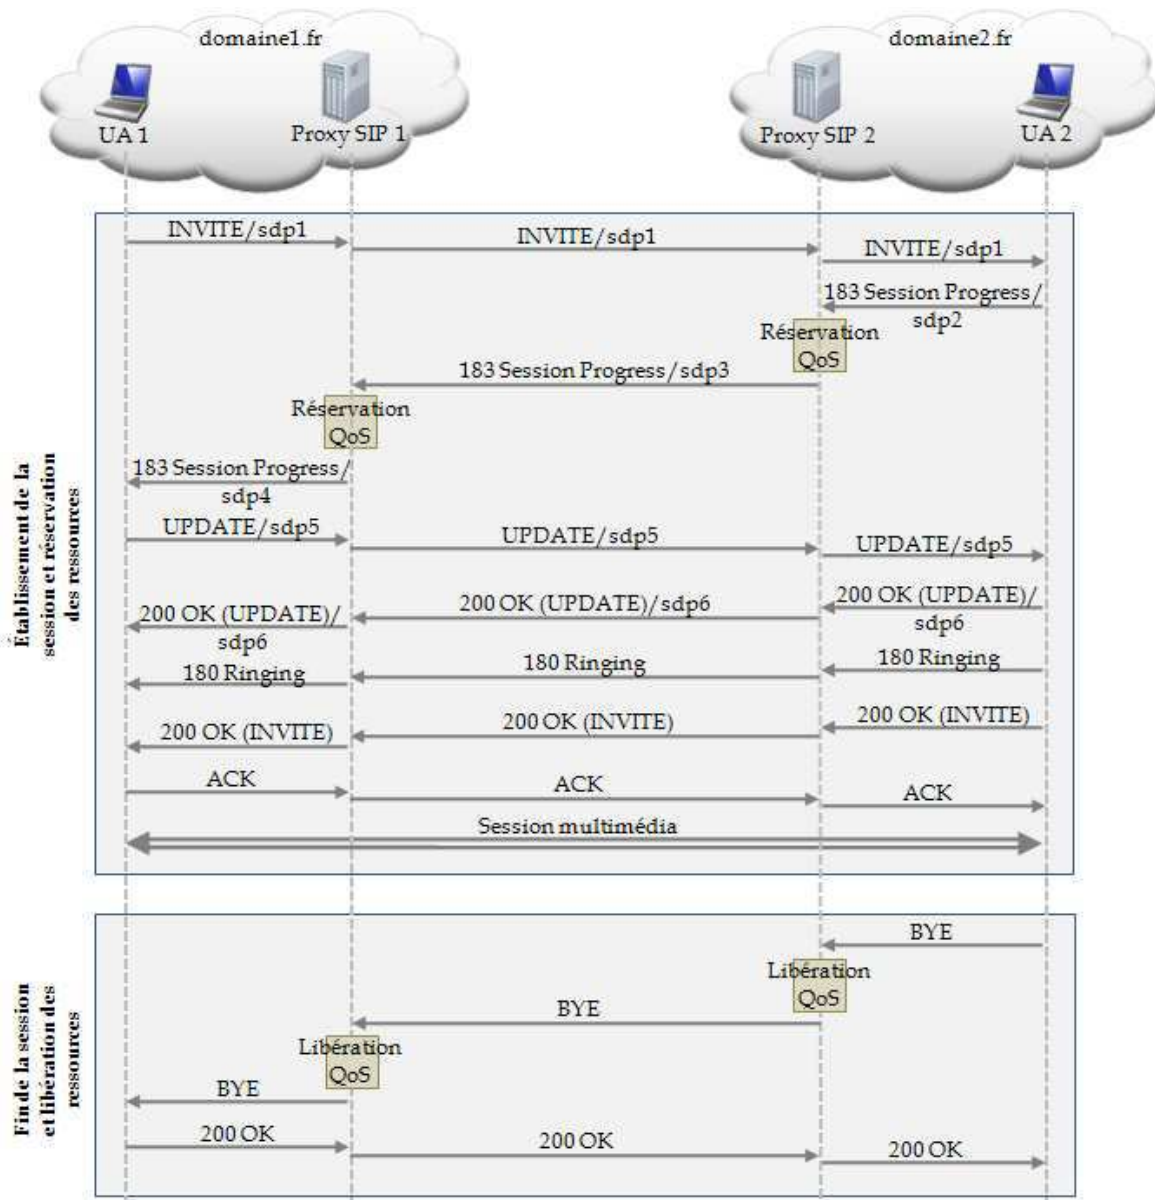 domaine1.fr
domaine2.fr
UA 1
Proxy SIP 1
Proxy SIP 2
UA 2
INVITE/sdp1
INVITE/sdp1
INVITE/sdp1
183 Session Progress/
sdp2
Réservation
QoS
183 Session Progress/sdp3
Réservation
QoS
183 Session Progress/
sdp4
UPDATE/sdp5
UPDATE/sdp5
UPDATE/sdp5
200 OK (UPDATE)/
sdp6
200 OK (UPDATE)/sdp6
200 OK (UPDATE)/
sdp6
180 Ringing
180 Ringing
180 Ringing
200 OK (INVITE)
200 OK (INVITE)
200 OK (INVITE)
ACK
ACK
ACK
Session multimédia
Établissement de la
session et réservation
des ressources
BYE
Libération
QoS
BYE
Libération
QoS
BYE
200 OK
200 OK
200 OK
Fin de la session
et libération des
ressources